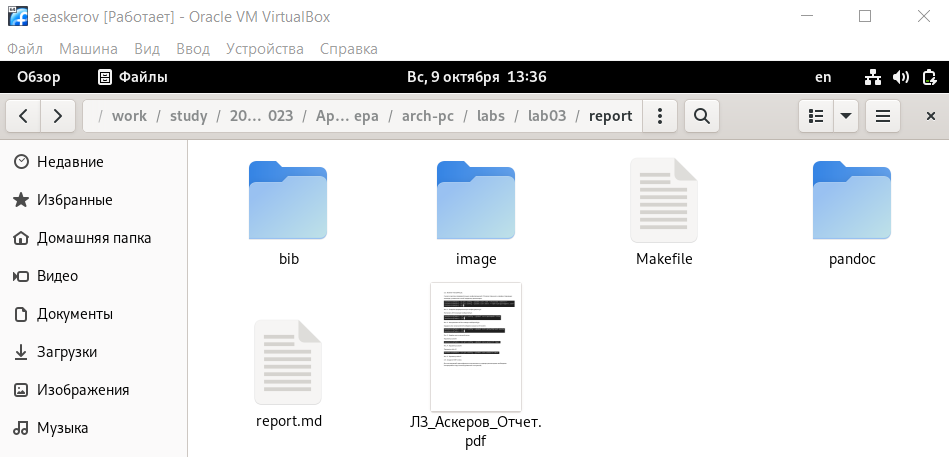 aeaskerov [Работает] - Oracle VM VirtualBox
Файл Машина Вид Ввод Устройства Справка
Обзор Файлы Вс, 9 октября 13:36 en
/ work / study / 20… 023 / Ар… ера / arch-pc / labs / lab03 / report
Недавние
Избранные
Домашняя папка
Видео
Документы
Загрузки
Изображения
Музыка
bib image Makefile pandoc
report.md ЛЗ_Аскеров_Отчет.
pdf